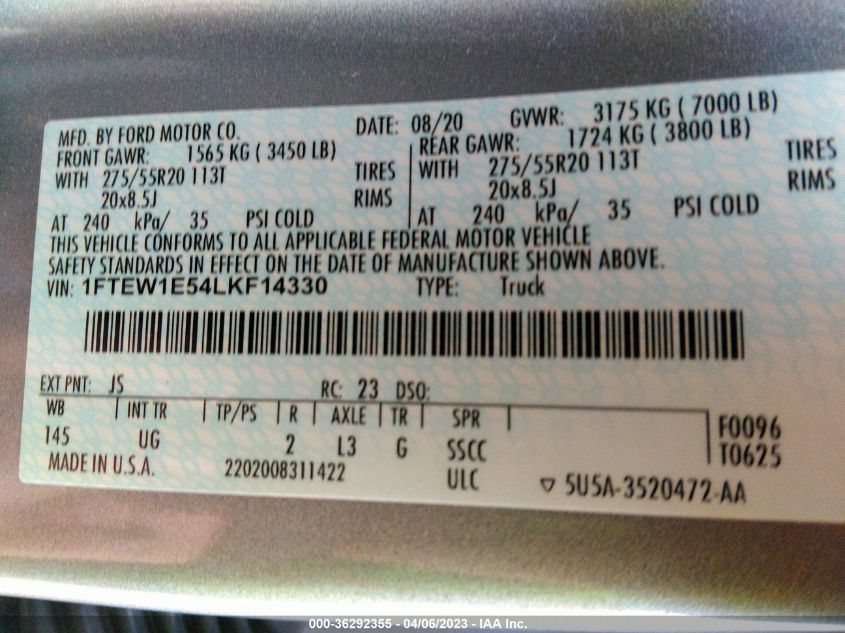 MFD. BY FORD MOTOR CO. DATE: 08/20 GVWR: 3175 KG ( 7000 LB)
FRONT GAWR: 1565 KG ( 3450 LB) REAR GAWR: 1724 KG ( 3800 LB)
WITH 275/55R20 113T TIRES WITH 275/55R20 113T TIRES
20x8.5J RIMS 20x8.5J RIMS
AT 240 kPa/ 35 PSI COLD AT 240 kPa/ 35 PSI COLD
THIS VEHICLE CONFORMS TO ALL APPLICABLE FEDERAL MOTOR VEHICLE
SAFETY STANDARDS IN EFFECT ON THE DATE OF MANUFACTURE SHOWN ABOVE.
VIN: 1FTEW1E54LKF14330 TYPE: Truck
EXT PNT: JS RC: 23 DSO:
WB INT TR TP/PS R AXLE TR SPR F0096
145 UG 2 L3 G SSCC T0625
MADE IN U.S.A. 2202008311422 ULC 5U5A-3520472-AA
000-36292355 - 04/06/2023 - IAA Inc.